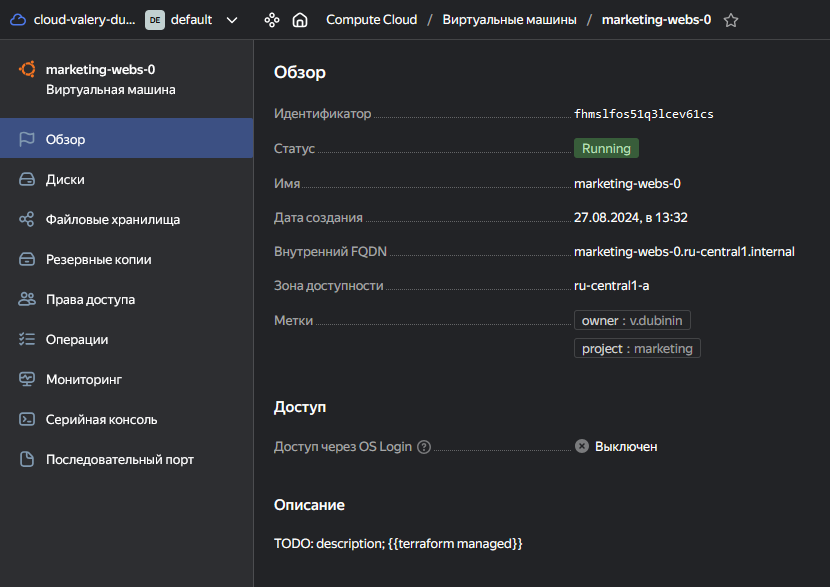 cloud-valery-du... DE default Compute Cloud / Виртуальные машины / marketing-webs-0
marketing-webs-0
Виртуальная машина
Обзор
Диски
Файловые хранилища
Резервные копии
Права доступа
Операции
Мониторинг
Серийная консоль
Последовательный порт
Обзор
Идентификатор fhmslfos51q3lcev61cs
Статус Running
Имя marketing-webs-0
Дата создания 27.08.2024, в 13:32
Внутренний FQDN marketing-webs-0.ru-central1.internal
Зона доступности ru-central1-a
Метки owner : v.dubinin
project : marketing
Доступ
Доступ через OS Login ? Выключен
Описание
TODO: description; {{terraform managed}}